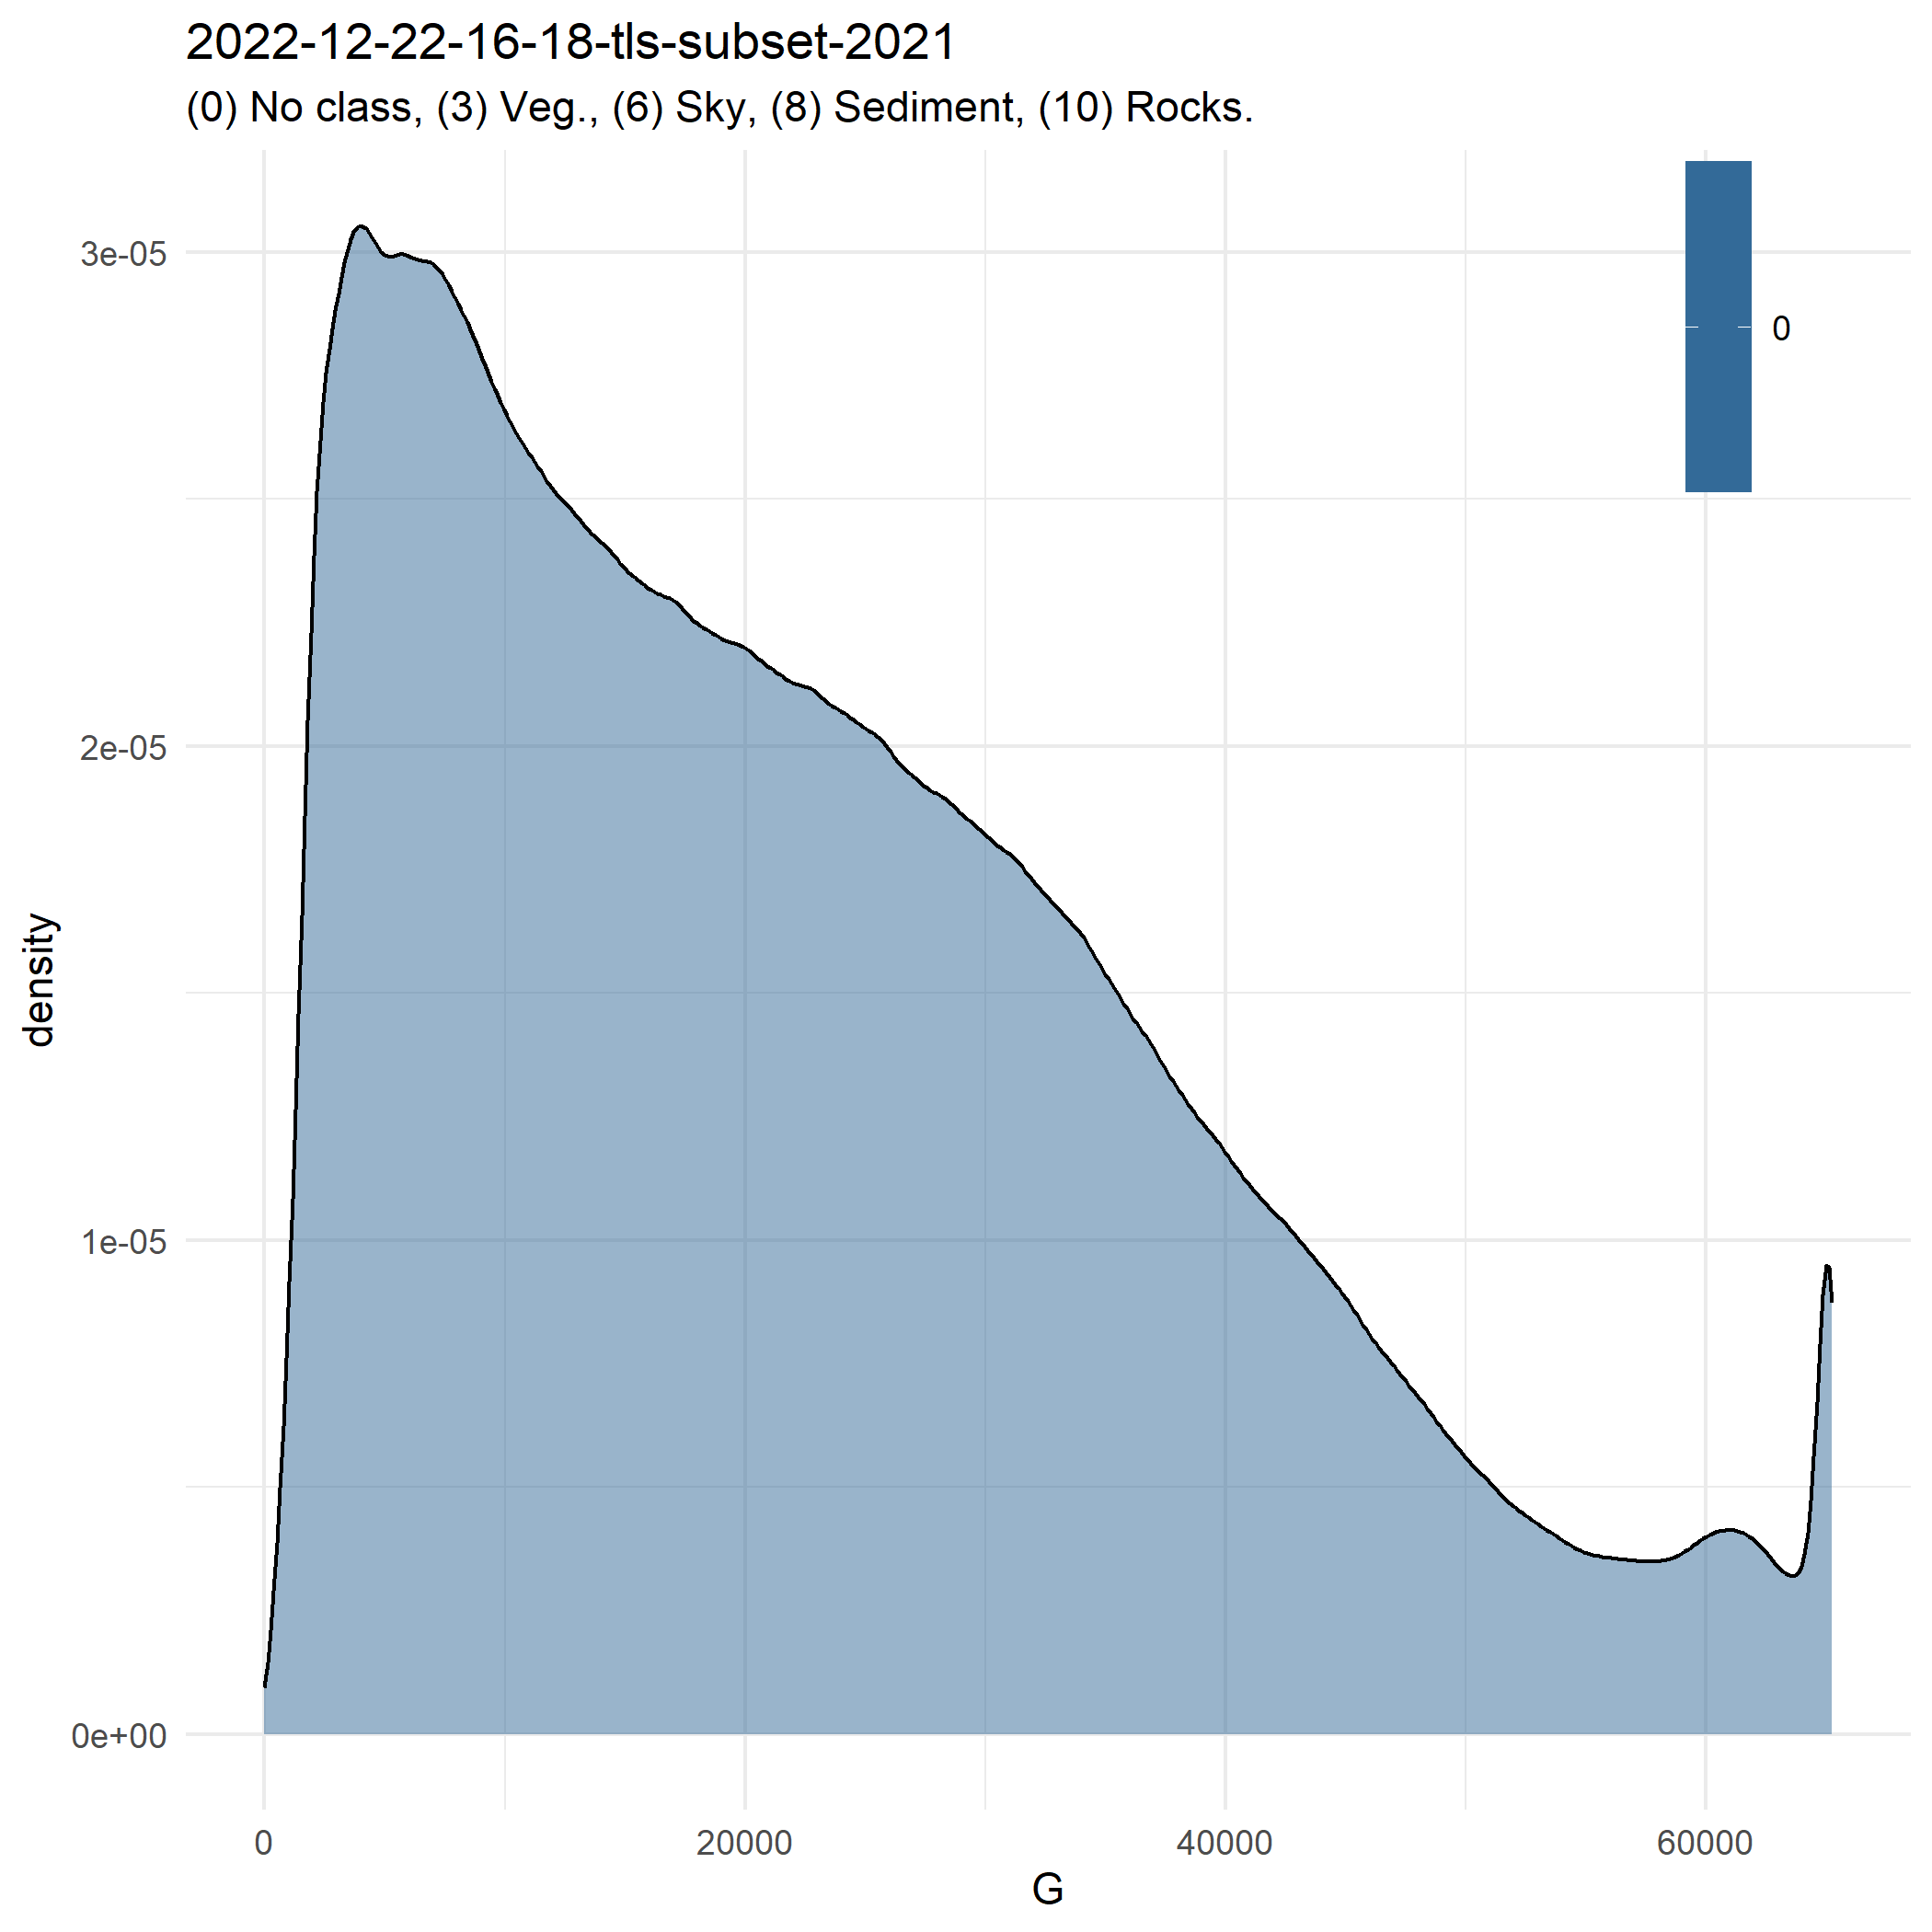 2022-12-22-16-18-tls-subset-2021
(0) No class, (3) Veg., (6) Sky, (8) Sediment, (10) Rocks.
0
3e-05
2e-05
1e-05
0e+00
density
0 20000 40000 60000
G